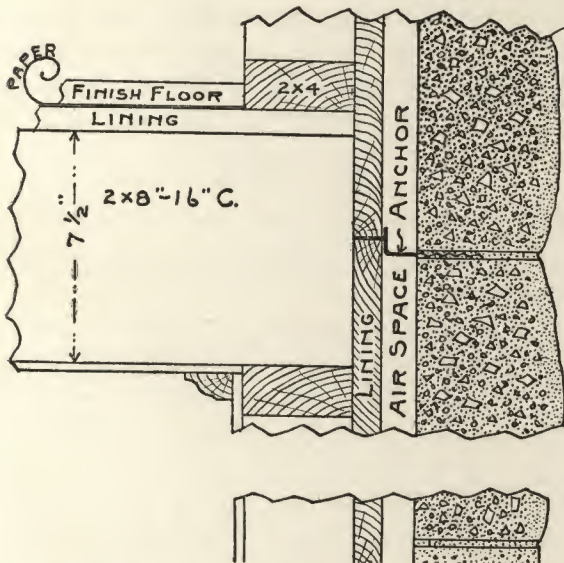 PAPER
FINISH FLOOR
2x4
LINING
2x8"-16" C.
7 1/2"
ANCHOR
LINING
AIR SPACE